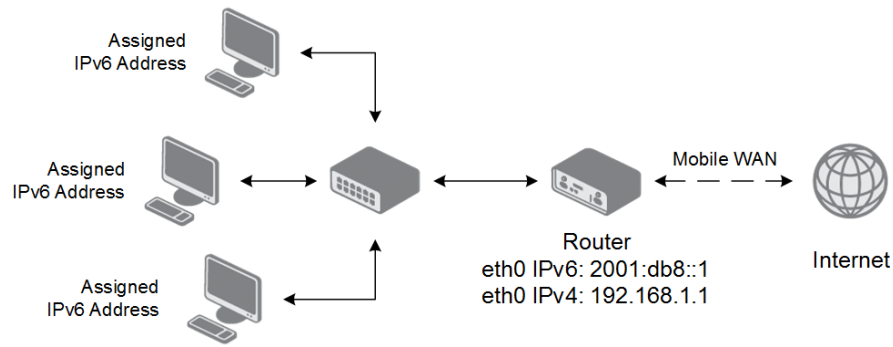 Assigned
IPv6 Address
Assigned
IPv6 Address
Assigned
IPv6 Address
Mobile WAN
Router
eth0 IPv6: 2001:db8::1
eth0 IPv4: 192.168.1.1
Internet